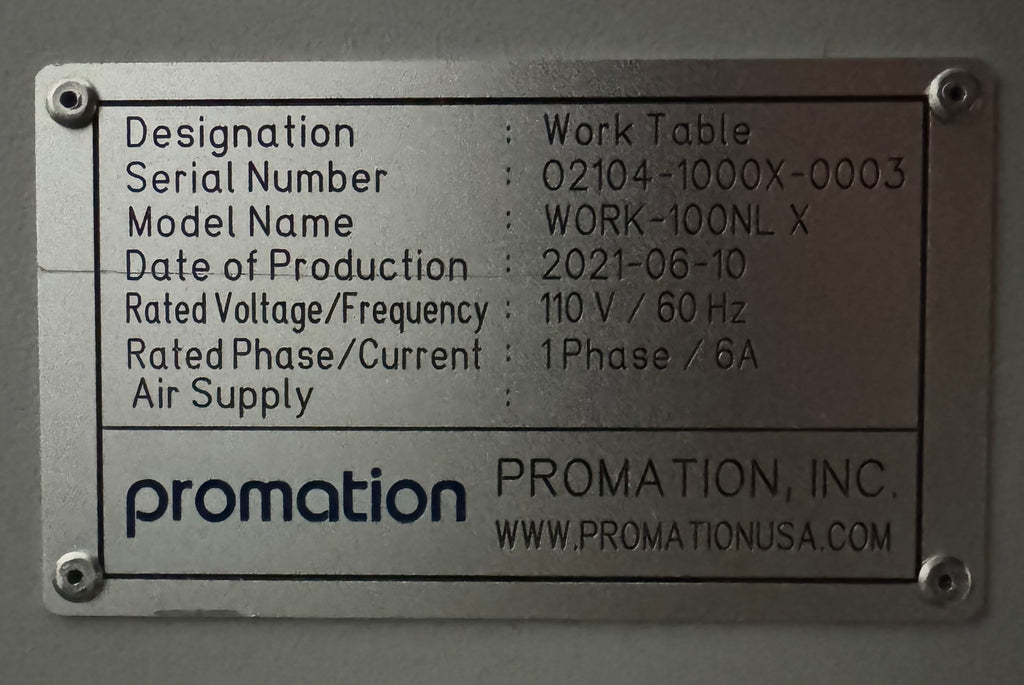 Designation : Work Table
Serial Number : 02104-1000X-0003
Model Name : WORK-100NL X
Date of Production : 2021-06-10
Rated Voltage/Frequency : 110 V / 60 Hz
Rated Phase/Current : 1 Phase / 6A
Air Supply :
promation
PROMATION, INC.
WWW.PROMATIONUSA.COM